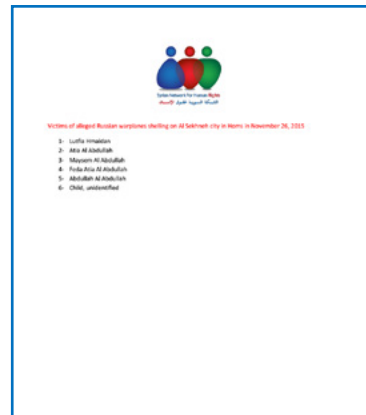 Syrian Network For Human Rights
الشبكة السورية لحقوق الإنسان
Victims of alleged Russian warplanes shelling on Al Sekhneh city in Homs in November 26, 2015
1- Lutfia Hmaidan
2- Atia Al Abdullah
3- Maysem Al Abdullah
4- Feda Atia Al Abdullah
5- Abdullah Al Abdullah
6- Child, unidentified